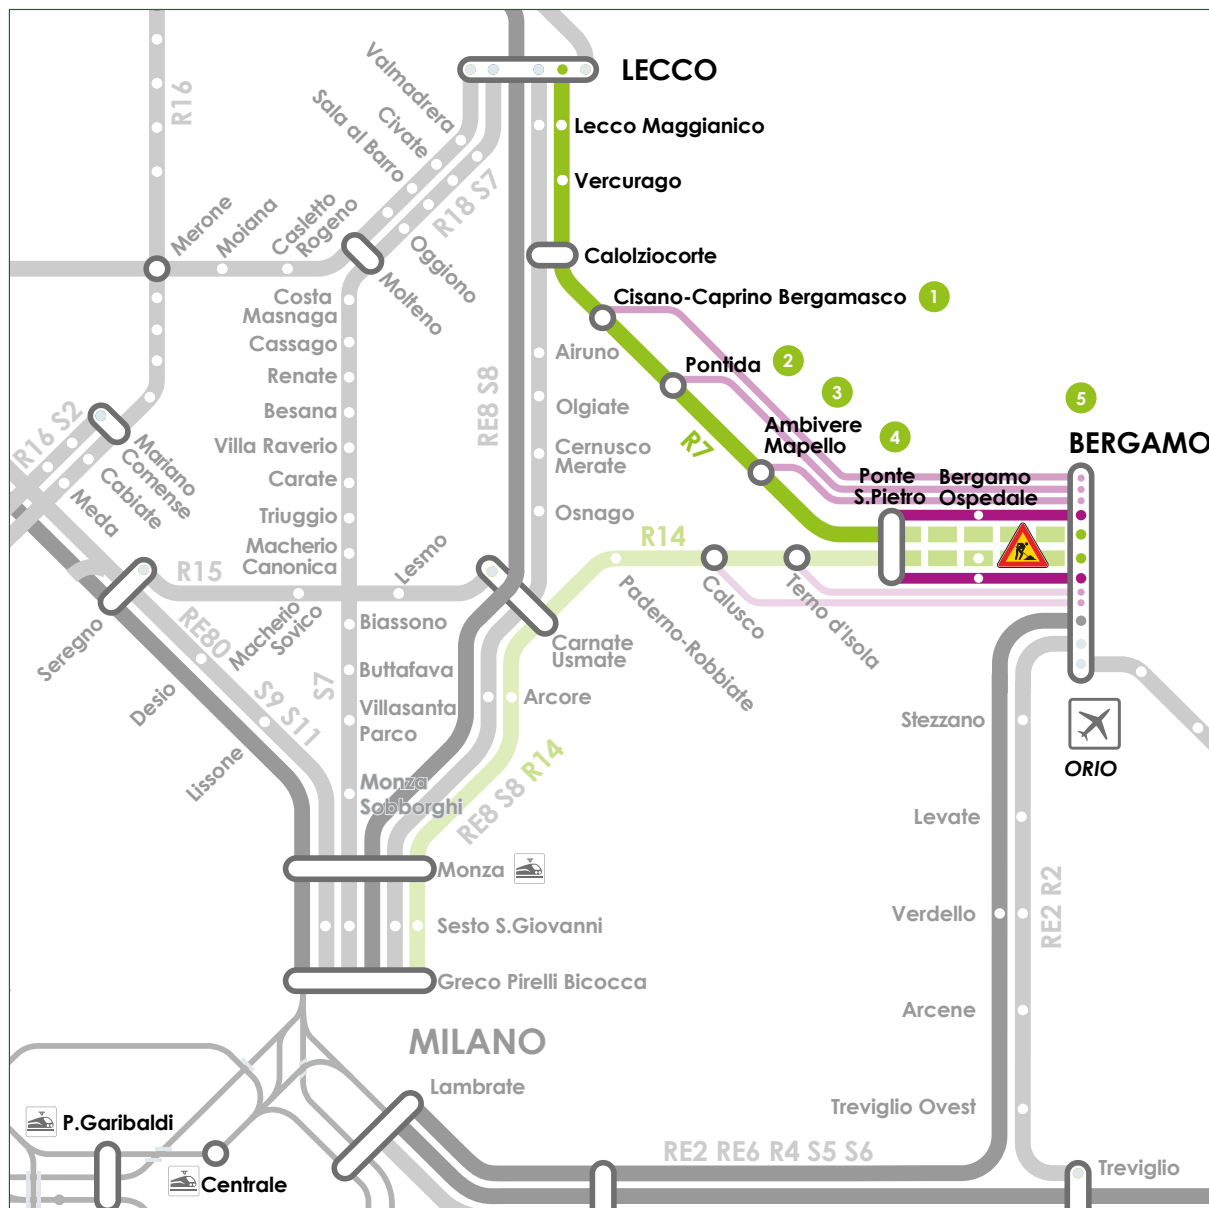 LECCO
R16
Valmadrera
Civate
Sala al Barro
R18 S7
Lecco Maggianico
Vercurago
Calolziocorte
Merone
Moiana
Casletto
Rogeno
Oggiono
Molteno
Cisano-Caprino Bergamasco 1
Costa
Masnaga
Cassago
Renate
Besana
Villa Raverio
Carate
Triuggio
Macherio
Canonica
RE8 S8
Airuno
Olgiate
Cernusco
Merate
Osnago
Pontida 2
3
Ambivere
Mapello
R7
4
Ponte
S.Pietro
Bergamo
Ospedale
5
BERGAMO
R16 S2
Mariano
Comense
Cabiate
Meda
R15
Lesmo
R14
Seregno
RE80
Macherio
Sovico
Biassono
Carnate
Usmate
Paderno-Robbiate
Calusco
Terno d'Isola
Desio
S9 S11
S7
Buttafava
Villasanta
Parco
Arcore
Lissone
Monza
Sobborghi
RE8 S8 R14
Stezzano
ORIO
Levate
Monza
Sesto S.Giovanni
Verdello
RE2 R2
Greco Pirelli Bicocca
Arcene
MILANO
Lambrate
Treviglio Ovest
P.Garibaldi
RE2 RE6 R4 S5 S6
Treviglio
Centrale